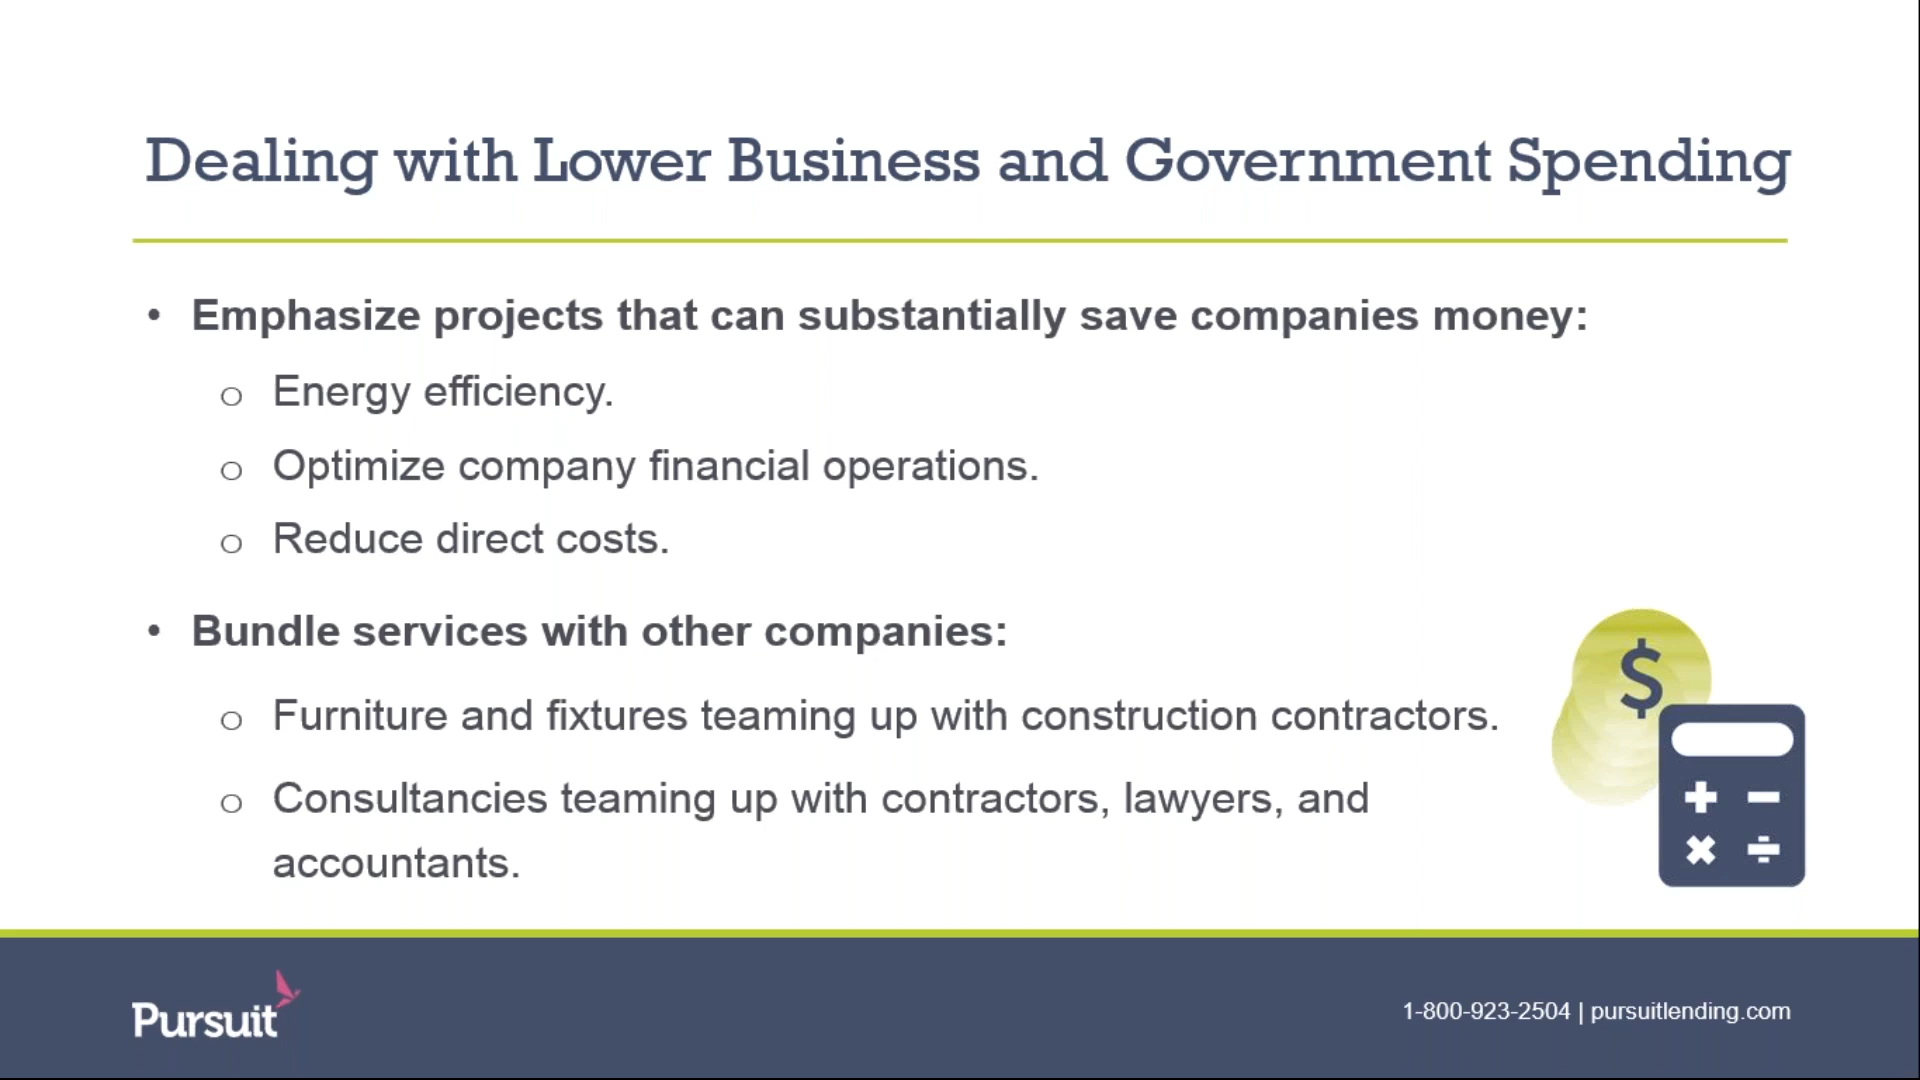 Dealing with Lower Business and Government Spending
• Emphasize projects that can substantially save companies money:
o Energy efficiency.
o Optimize company financial operations.
o Reduce direct costs.
• Bundle services with other companies:
o Furniture and fixtures teaming up with construction contractors.
o Consultancies teaming up with contractors, lawyers, and
accountants.
$
Pursuit
1-800-923-2504 | pursuitlending.com